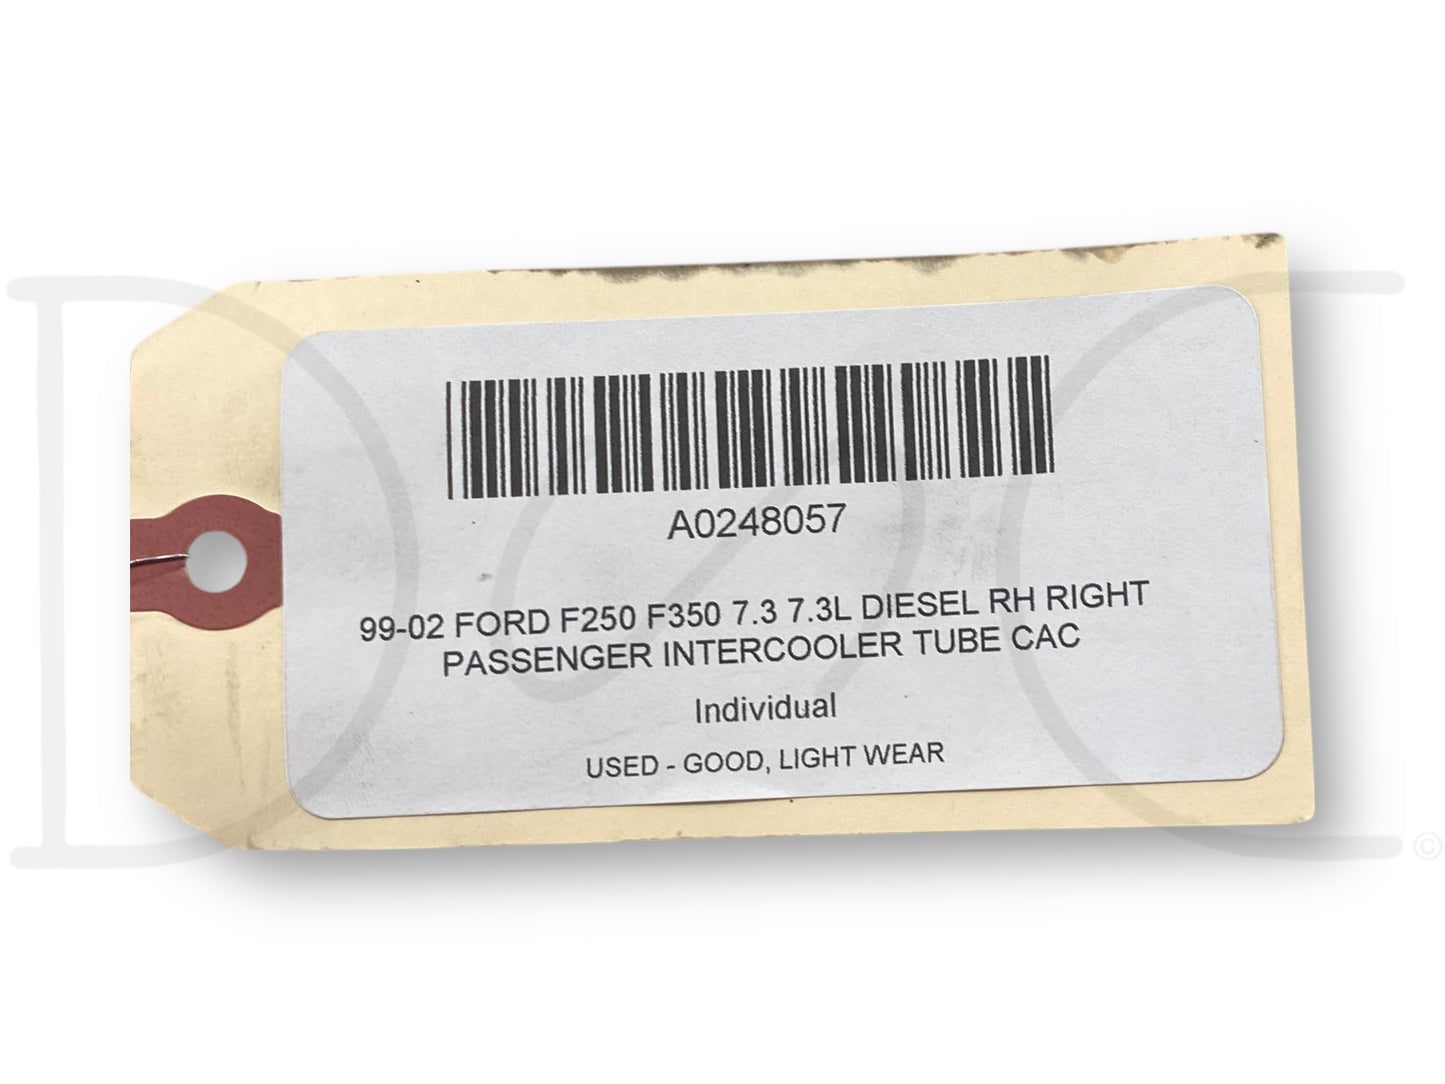 A0248057
99-02 FORD F250 F350 7.3 7.3L DIESEL RH RIGHT
PASSENGER INTERCOOLER TUBE CAC
Individual
USED - GOOD, LIGHT WEAR
D C ©